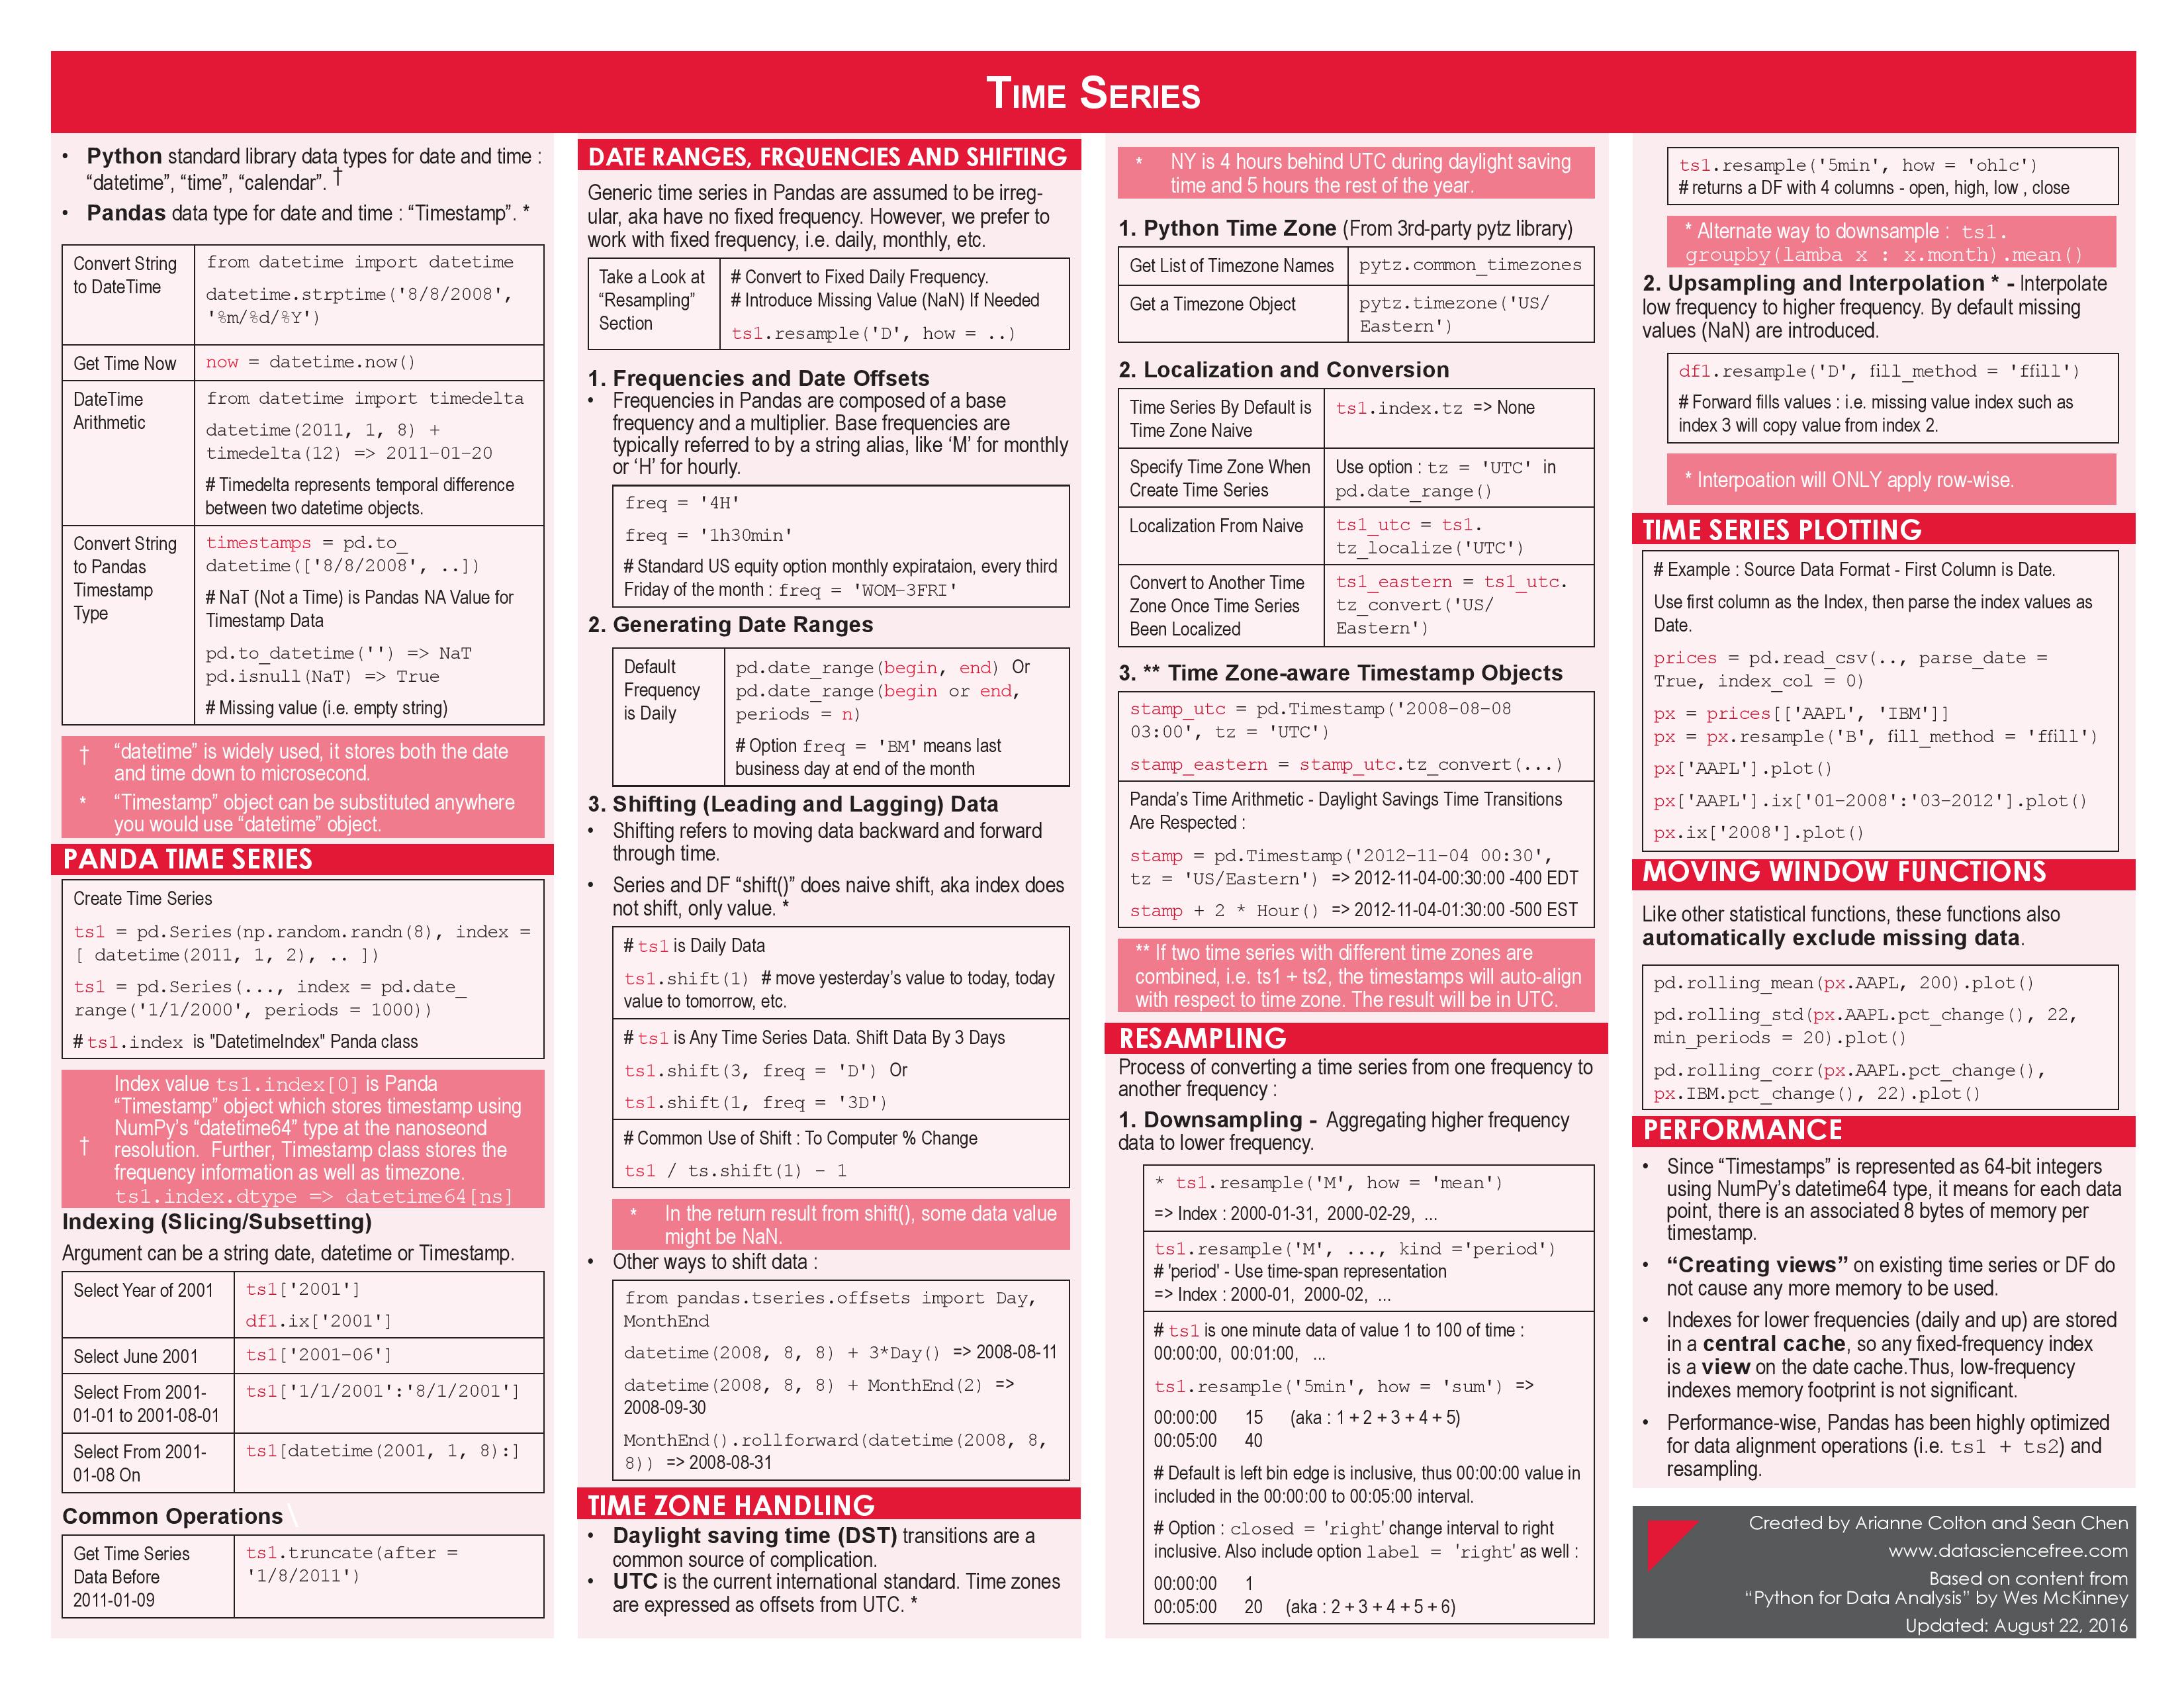 TIME SERIES
• Python standard library data types for date and time :
“datetime”, “time”, “calendar”. †
• Pandas data type for date and time : “Timestamp”. *
Convert String
to DateTime
from datetime import datetime
datetime.strptime('8/8/2008',
'%m/%d/%Y')
Get Time Now
now = datetime.now()
DateTime
Arithmetic
from datetime import timedelta
datetime(2011, 1, 8) +
timedelta(12) => 2011-01-20
# Timedelta represents temporal difference
between two datetime objects.
Convert String
to Pandas
Timestamp
Type
timestamps = pd.to_
datetime(['8/8/2008', ..])
# NaT (Not a Time) is Pandas NA Value for
Timestamp Data
pd.to_datetime('') => NaT
pd.isnull(NaT) => True
# Missing value (i.e. empty string)
† “datetime” is widely used, it stores both the date
and time down to microsecond.
* “Timestamp” object can be substituted anywhere
you would use “datetime” object.
PANDA TIME SERIES
Create Time Series
ts1 = pd.Series(np.random.randn(8), index =
[ datetime(2011, 1, 2), .. ])
ts1 = pd.Series(..., index = pd.date_
range('1/1/2000', periods = 1000))
# ts1.index is "DatetimeIndex" Panda class
Index value ts1.index[0] is Panda
“Timestamp” object which stores timestamp using
NumPy’s “datetime64” type at the nanoseond
† resolution. Further, Timestamp class stores the
frequency information as well as timezone.
ts1.index.dtype => datetime64[ns]
Indexing (Slicing/Subsetting)
Argument can be a string date, datetime or Timestamp.
Select Year of 2001
ts1['2001']
df1.ix['2001']
Select June 2001
ts1['2001-06']
Select From 2001-
01-01 to 2001-08-01
ts1['1/1/2001':'8/1/2001']
Select From 2001-
01-08 On
ts1[datetime(2001, 1, 8):]
Common Operations \
Get Time Series
Data Before
2011-01-09
ts1.truncate(after =
'1/8/2011')
DATE RANGES, FRQUENCIES AND SHIFTING
Generic time series in Pandas are assumed to be irreg-
ular, aka have no fixed frequency. However, we prefer to
work with fixed frequency, i.e. daily, monthly, etc.
Take a Look at
“Resampling”
Section
# Convert to Fixed Daily Frequency.
# Introduce Missing Value (NaN) If Needed
ts1.resample('D', how = ..)
1. Frequencies and Date Offsets
• Frequencies in Pandas are composed of a base
frequency and a multiplier. Base frequencies are
typically referred to by a string alias, like ‘M’ for monthly
or ‘H’ for hourly.
freq = '4H'
freq = '1h30min'
# Standard US equity option monthly expirataion, every third
Friday of the month : freq = 'WOM-3FRI'
2. Generating Date Ranges
Default
Frequency
is Daily
pd.date_range(begin, end) Or
pd.date_range(begin or end,
periods = n)
# Option freq = 'BM' means last
business day at end of the month
3. Shifting (Leading and Lagging) Data
• Shifting refers to moving data backward and forward
through time.
• Series and DF “shift()” does naive shift, aka index does
not shift, only value. *
# ts1 is Daily Data
ts1.shift(1) # move yesterday’s value to today, today
value to tomorrow, etc.
# ts1 is Any Time Series Data. Shift Data By 3 Days
ts1.shift(3, freq = 'D') Or
ts1.shift(1, freq = '3D')
# Common Use of Shift : To Computer % Change
ts1 / ts.shift(1) - 1
* In the return result from shift(), some data value
might be NaN.
• Other ways to shift data :
from pandas.tseries.offsets import Day,
MonthEnd
datetime(2008, 8, 8) + 3*Day() => 2008-08-11
datetime(2008, 8, 8) + MonthEnd(2) =>
2008-09-30
MonthEnd().rollforward(datetime(2008, 8,
8)) => 2008-08-31
TIME ZONE HANDLING
• Daylight saving time (DST) transitions are a
common source of complication.
• UTC is the current international standard. Time zones
are expressed as offsets from UTC. *
* NY is 4 hours behind UTC during daylight saving
time and 5 hours the rest of the year.
1. Python Time Zone (From 3rd-party pytz library)
Get List of Timezone Names
pytz.common_timezones
Get a Timezone Object
pytz.timezone('US/
Eastern')
2. Localization and Conversion
Time Series By Default is
Time Zone Naive
ts1.index.tz => None
Specify Time Zone When
Create Time Series
Use option : tz = 'UTC' in
pd.date_range()
Localization From Naive
ts1_utc = ts1.
tz_localize('UTC')
Convert to Another Time
Zone Once Time Series
Been Localized
ts1_eastern = ts1_utc.
tz_convert('US/
Eastern')
3. ** Time Zone-aware Timestamp Objects
stamp_utc = pd.Timestamp('2008-08-08
03:00', tz = 'UTC')
stamp_eastern = stamp_utc.tz_convert(...)
Panda’s Time Arithmetic - Daylight Savings Time Transitions
Are Respected :
stamp = pd.Timestamp('2012-11-04 00:30',
tz = 'US/Eastern') => 2012-11-04-00:30:00 -400 EDT
stamp + 2 * Hour() => 2012-11-04-01:30:00 -500 EST
** If two time series with different time zones are
combined, i.e. ts1 + ts2, the timestamps will auto-align
with respect to time zone. The result will be in UTC.
RESAMPLING
Process of converting a time series from one frequency to
another frequency :
1. Downsampling - Aggregating higher frequency
data to lower frequency.
* ts1.resample('M', how = 'mean')
=> Index : 2000-01-31, 2000-02-29, ...
ts1.resample('M', ..., kind ='period')
# 'period' - Use time-span representation
=> Index : 2000-01, 2000-02, ...
# ts1 is one minute data of value 1 to 100 of time :
00:00:00, 00:01:00, ...
ts1.resample('5min', how = 'sum') =>
00:00:00 15 (aka : 1 + 2 + 3 + 4 + 5)
00:05:00 40
# Default is left bin edge is inclusive, thus 00:00:00 value in
included in the 00:00:00 to 00:05:00 interval.
# Option : closed = 'right' change interval to right
inclusive. Also include option label = 'right' as well :
00:00:00 1
00:05:00 20 (aka : 2 + 3 + 4 + 5 + 6)
ts1.resample('5min', how = 'ohlc')
# returns a DF with 4 columns - open, high, low , close
* Alternate way to downsample : ts1.
groupby(lamba x : x.month).mean()
2. Upsampling and Interpolation * - Interpolate
low frequency to higher frequency. By default missing
values (NaN) are introduced.
df1.resample('D', fill_method = 'ffill')
# Forward fills values : i.e. missing value index such as
index 3 will copy value from index 2.
* Interpoation will ONLY apply row-wise.
TIME SERIES PLOTTING
# Example : Source Data Format - First Column is Date.
Use first column as the Index, then parse the index values as
Date.
prices = pd.read_csv(.., parse_date =
True, index_col = 0)
px = prices[['AAPL', 'IBM']]
px = px.resample('B', fill_method = 'ffill')
px['AAPL'].plot()
px['AAPL'].ix['01-2008':'03-2012'].plot()
px.ix['2008'].plot()
MOVING WINDOW FUNCTIONS
Like other statistical functions, these functions also
automatically exclude missing data.
pd.rolling_mean(px.AAPL, 200).plot()
pd.rolling_std(px.AAPL.pct_change(), 22,
min_periods = 20).plot()
pd.rolling_corr(px.AAPL.pct_change(),
px.IBM.pct_change(), 22).plot()
PERFORMANCE
• Since “Timestamps” is represented as 64-bit integers
using NumPy’s datetime64 type, it means for each data
point, there is an associated 8 bytes of memory per
timestamp.
• “Creating views” on existing time series or DF do
not cause any more memory to be used.
• Indexes for lower frequencies (daily and up) are stored
in a central cache, so any fixed-frequency index
is a view on the date cache.Thus, low-frequency
indexes memory footprint is not significant.
• Performance-wise, Pandas has been highly optimized
for data alignment operations (i.e. ts1 + ts2) and
resampling.
Created by Arianne Colton and Sean Chen
www.datasciencefree.com
Based on content from
“Python for Data Analysis” by Wes McKinney
Updated: August 22, 2016